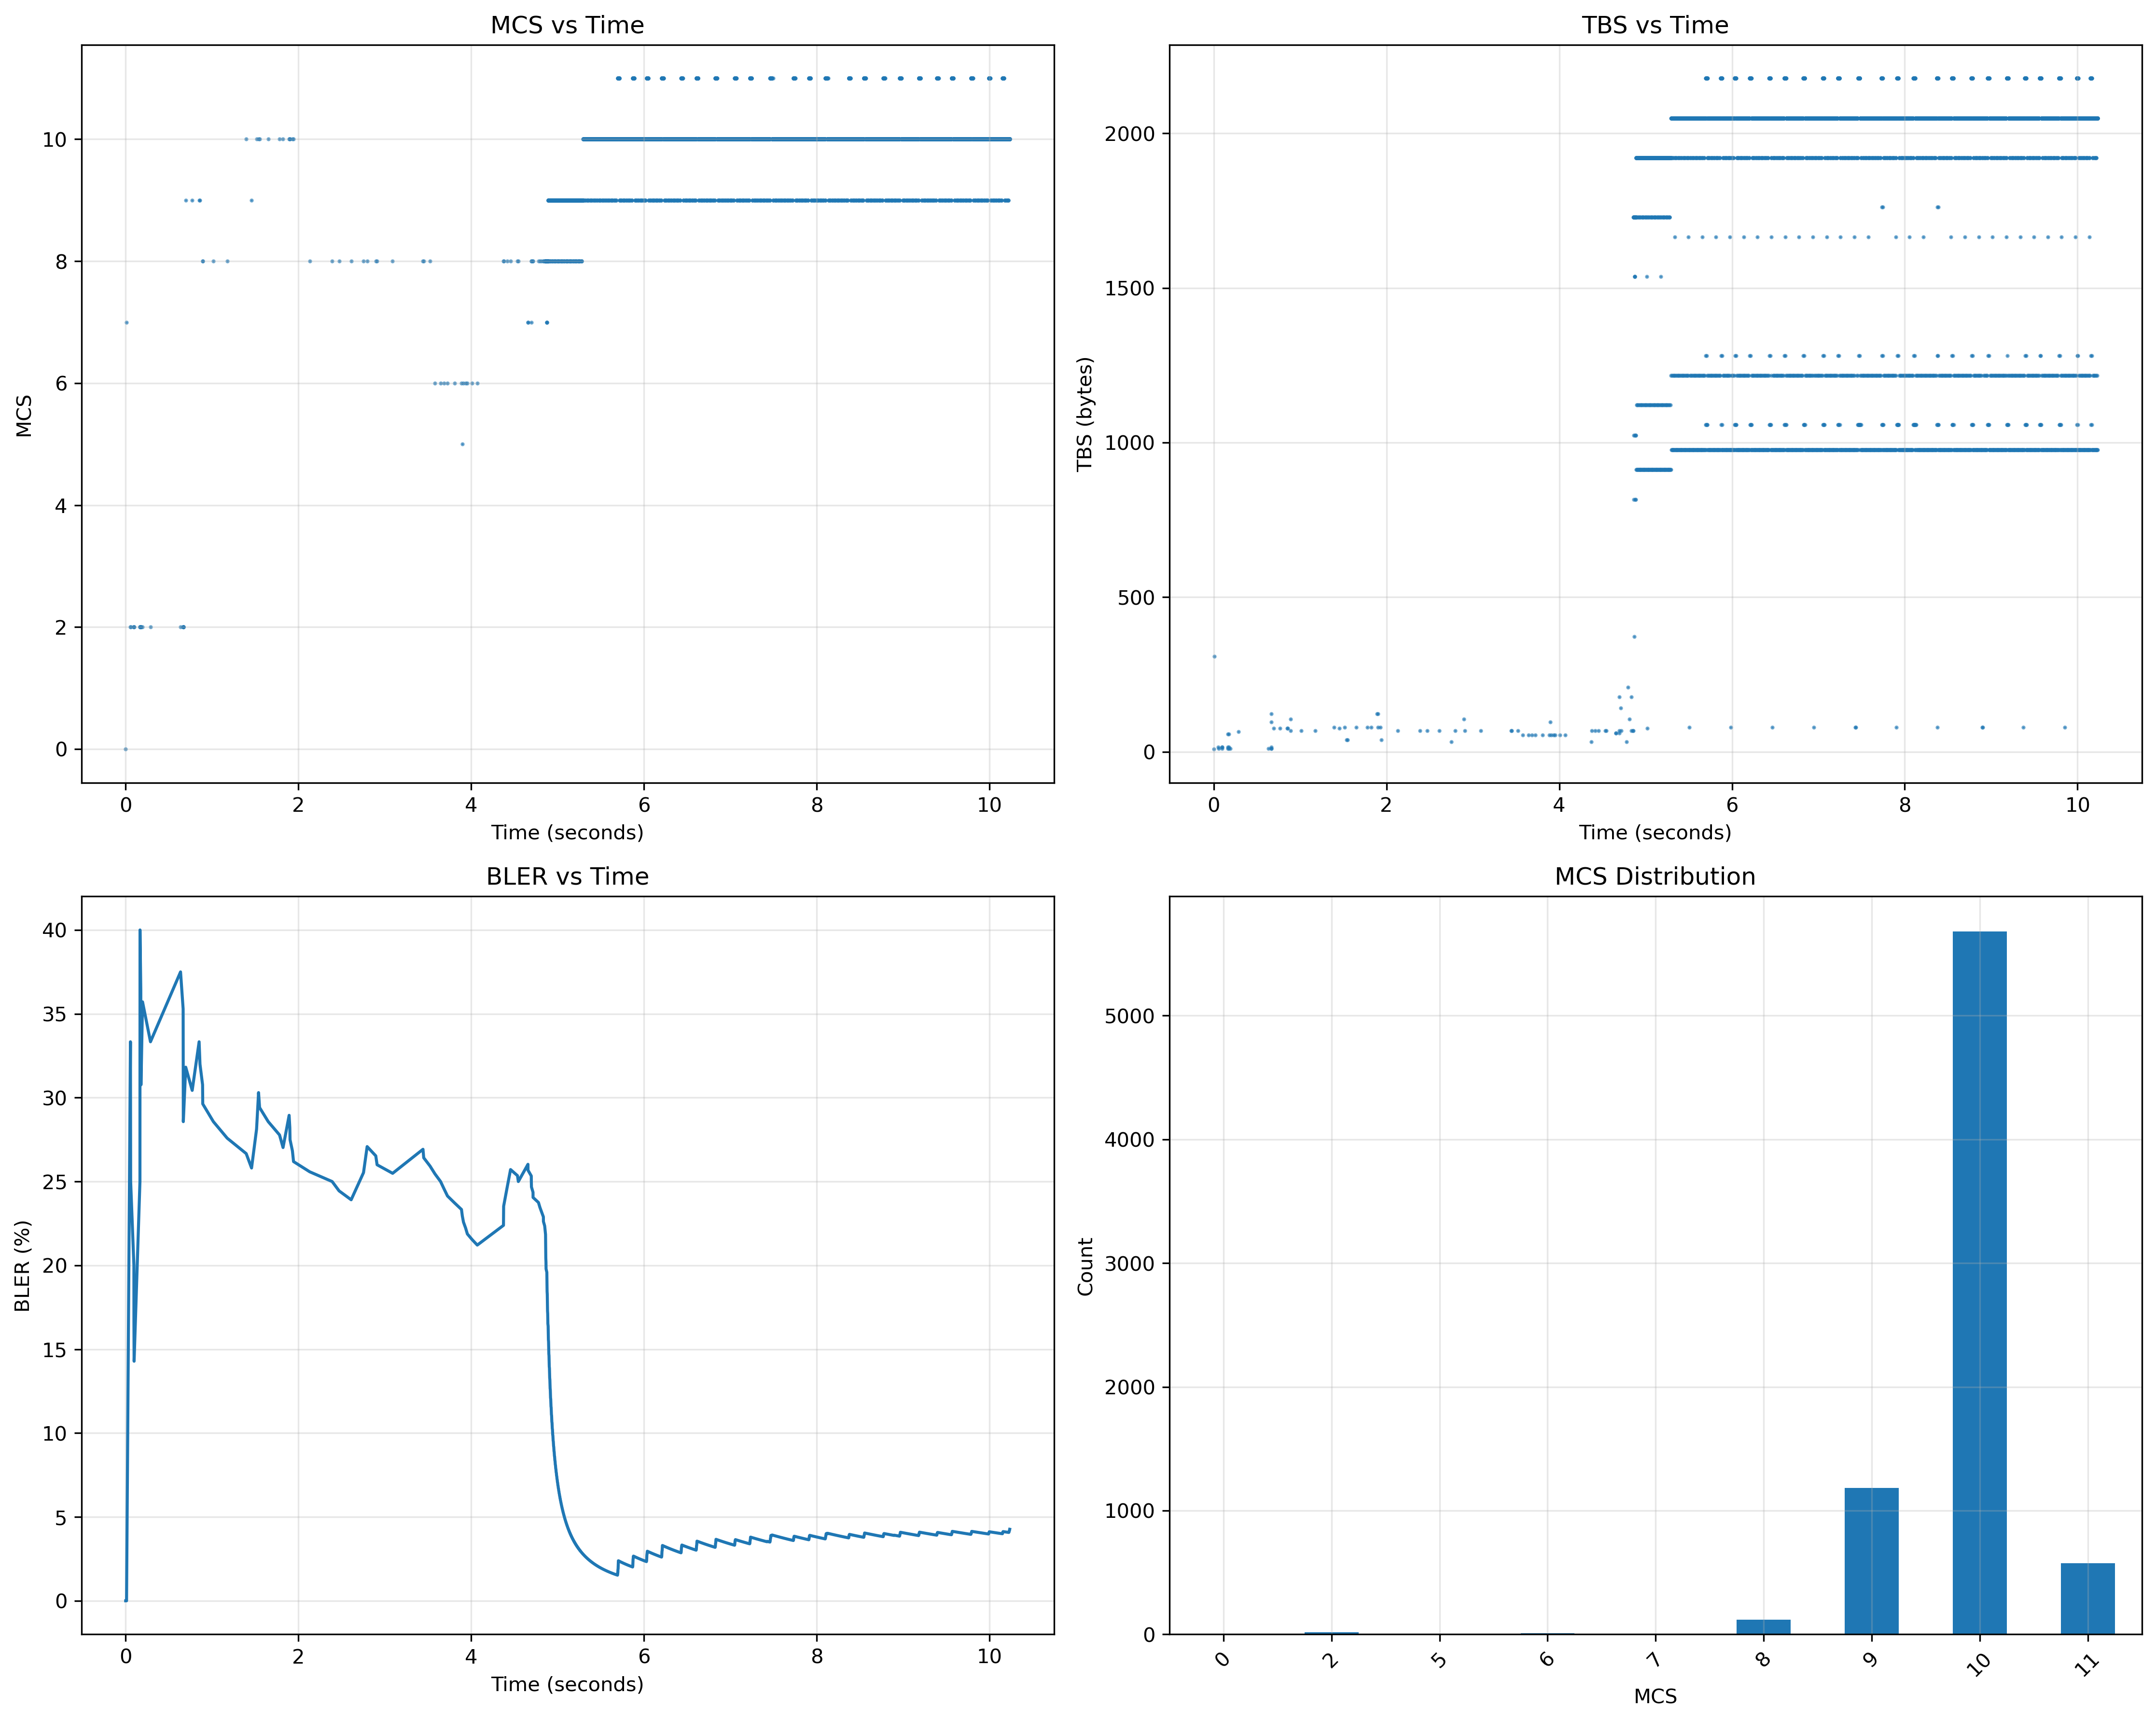 MCS vs Time
MCS
10
8
6
4
2
0
0 2 4 6 8 10
Time (seconds)
TBS vs Time
TBS (bytes)
2000
1500
1000
500
0
0 2 4 6 8 10
Time (seconds)
BLER vs Time
BLER (%)
40
35
30
25
20
15
10
5
0
0 2 4 6 8 10
Time (seconds)
MCS Distribution
Count
5000
4000
3000
2000
1000
0
0 2 5 6 7 8 9 10 11
MCS